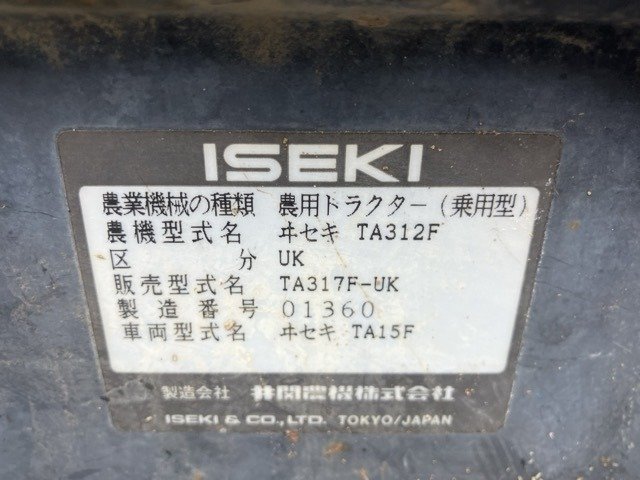 ISEKI
農業機械の種類 農用トラクター(乗用型)
農機型式名 ヰセキ TA312F
区分 UK
販売型式名 TA317F-UK
製造番号 01360
車両型式名 ヰセキ TA15F
製造会社 井関農機株式会社
ISEKI & CO., LTD. TOKYO/JAPAN